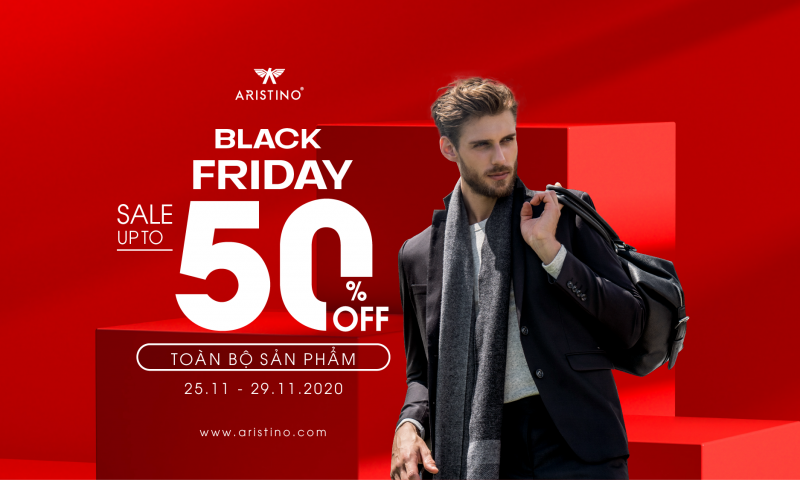 ARISTINO®
BLACK
FRIDAY
SALE
UP TO
50%
OFF
TOÀN BỘ SẢN PHẨM
25.11 - 29.11.2020
www.aristino.com